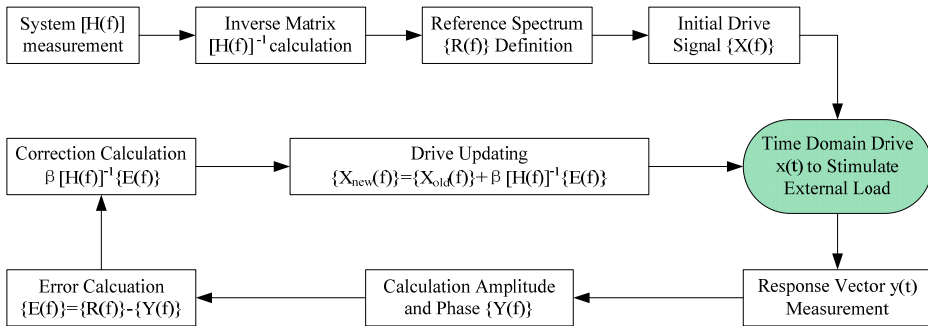 System [H(f)]
measurement
Inverse Matrix
[H(f)]⁻¹ calculation
Reference Spectrum
{R(f)} Definition
Initial Drive
Signal {X(f)}
Time Domain Drive
x(t) to Stimulate
External Load
Correction Calculation
β[H(f)]⁻¹{E(f)}
Drive Updating
{Xnew(f)}={Xold(f)}+β[H(f)]⁻¹{E(f)}
Error Calcuation
{E(f)}={R(f)}-{Y(f)}
Calculation Amplitude
and Phase {Y(f)}
Response Vector y(t)
Measurement